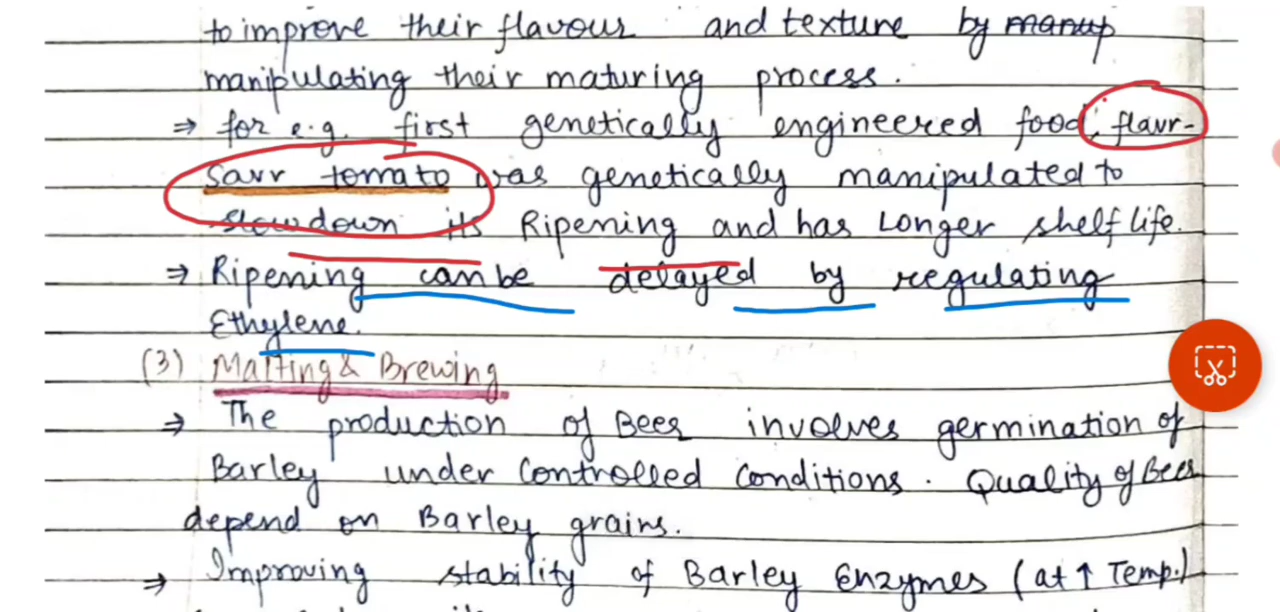 to improve their flavour and texture by manup
manipulating their maturing process.
⇒ for e.g. first genetically engineered food, flavr-
savr tomato was genetically manipulated to
slowdown its Ripening and has Longer shelf life.
⇒ Ripening can be delayed by regulating
Ethylene.
(3) Malting & Brewing
⇒ The production of Beer involves germination of
Barley under controlled conditions. Quality of Beer
depend on Barley grains.
⇒ Improving stability of Barley Enzymes (at ↑ Temp.)